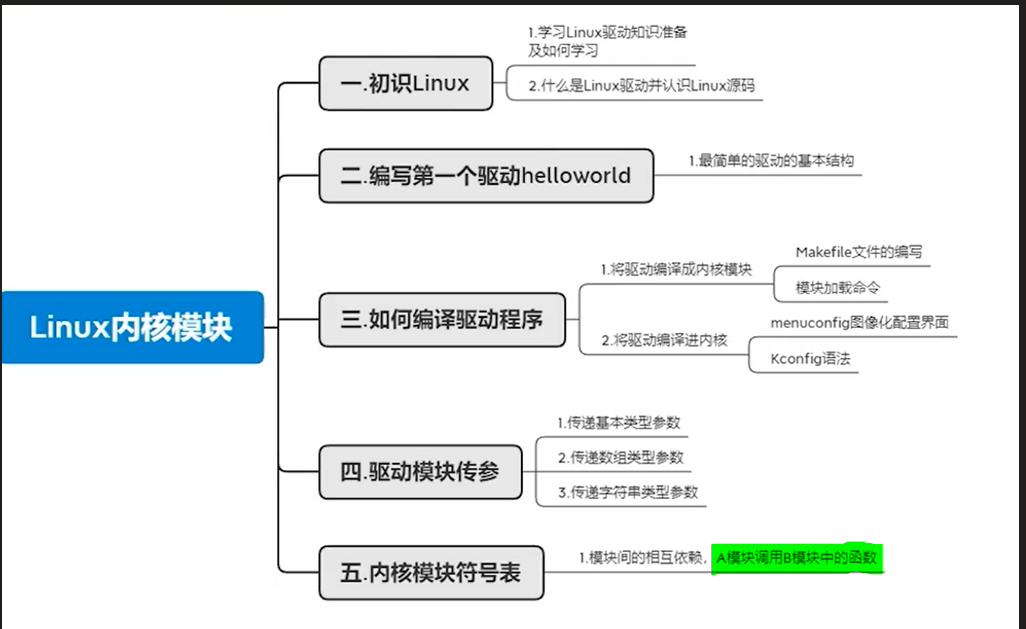 1.学习Linux驱动知识准备
及如何学习
一.初识Linux
2.什么是Linux驱动并认识Linux源码
二.编写第一个驱动helloworld
1.最简单的驱动的基本结构
Linux内核模块
三.如何编译驱动程序
1.将驱动编译成内核模块
Makefile文件的编写
模块加载命令
2.将驱动编译进内核
menuconfig图像化配置界面
Kconfig语法
四.驱动模块传参
1.传递基本类型参数
2.传递数组类型参数
3.传递字符串类型参数
五.内核模块符号表
1.模块间的相互依赖，A模块调用B模块中的函数